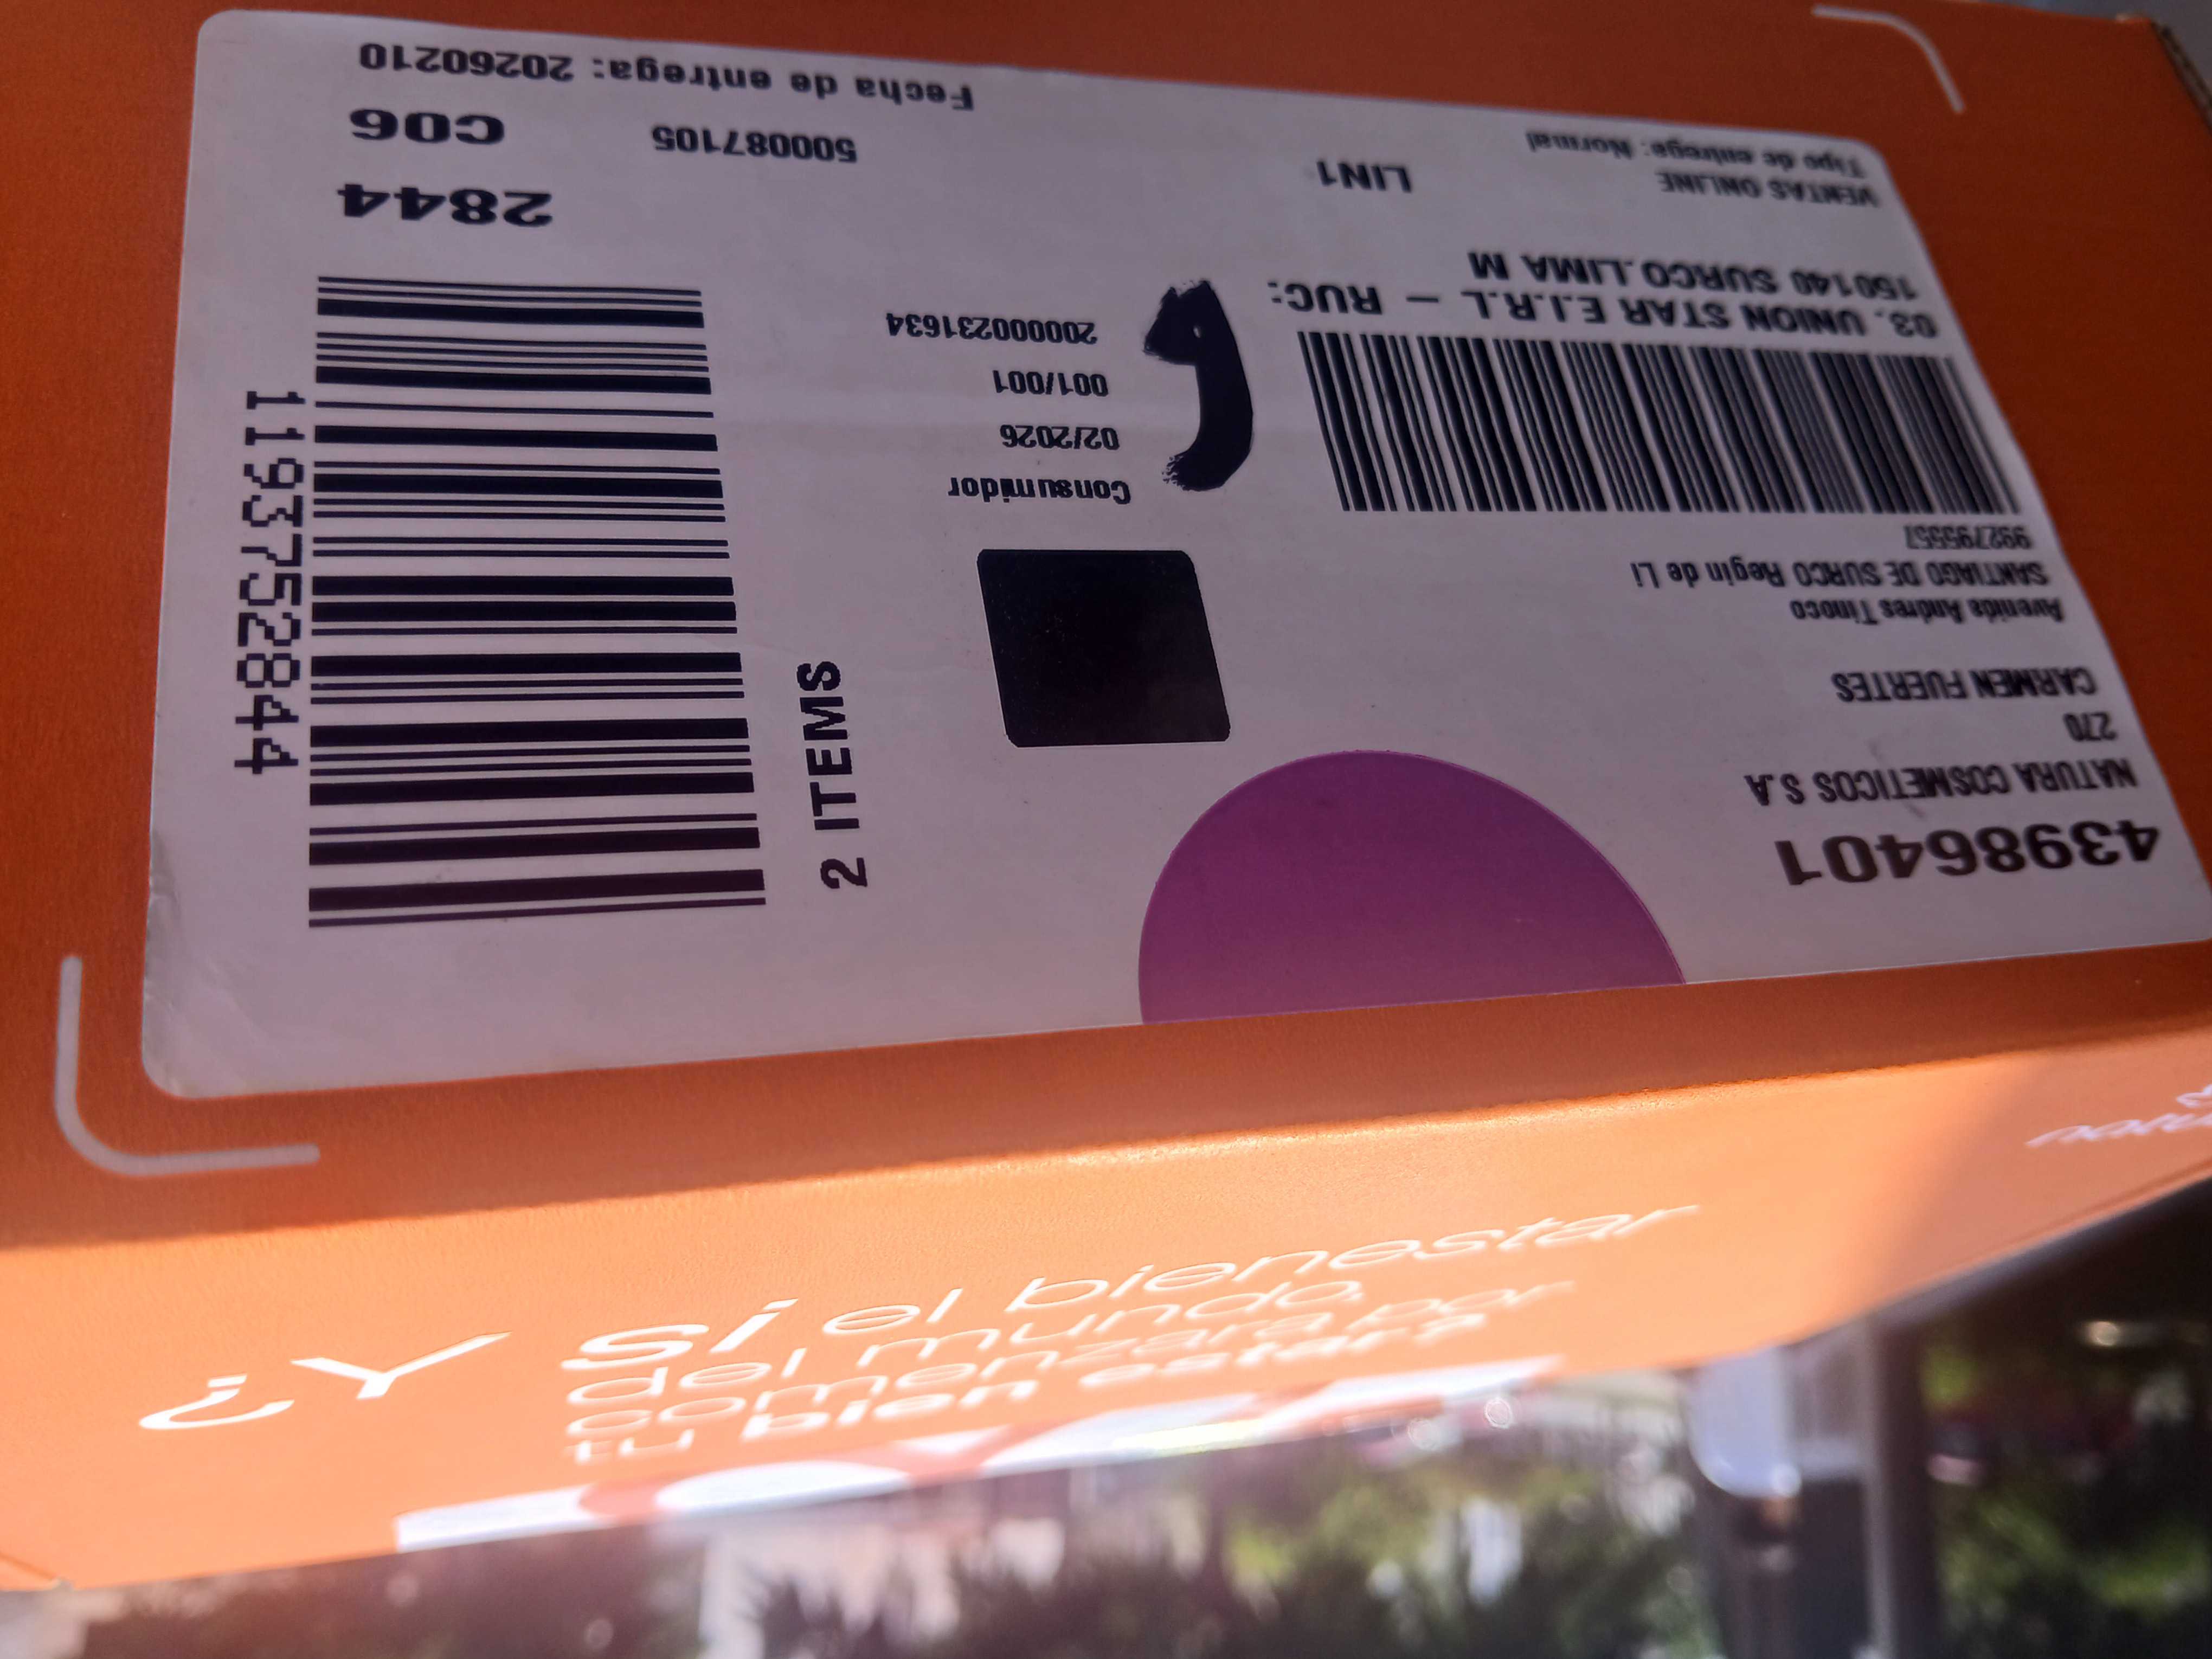 43986401
NATURA COSMETICOS S.A
270
CARMEN FUERTES
Avenida Andres Tinoco
SANTIAGO DE SURCO Regin de Li
992795557
03. UNION STAR E.I.R.L - RUC:
150140 SURCO.LIMA M
VENTAS ONLINE
Tipo de entrega: Normal
LIN1
Consumidor
02/2026
001/001
200000231634
2 ITEMS
1193752844
2844
C06
500087105
Fecha de entrega: 20260210
¿Y si el bienestar
del mundo,
comenzara por
tu bien estar?